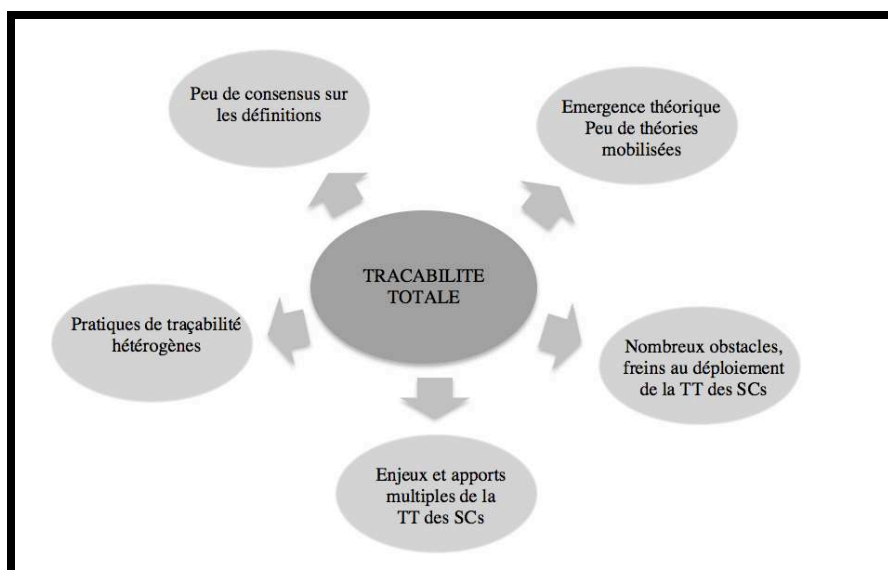 Peu de consensus sur
les définitions
Emergence théorique
Peu de théories
mobilisées
TRACABILITE
TOTALE
Pratiques de traçabilité
hétérogènes
Nombreux obstacles,
freins au déploiement
de la TT des SCs
Enjeux et apports
multiples de la
TT des SCs